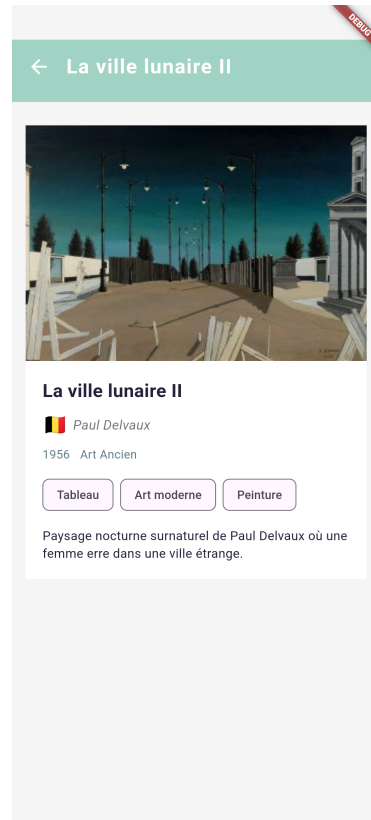 DEBUG
La ville lunaire II
La ville lunaire II
Paul Delvaux
1956 Art Ancien
Tableau Art moderne Peinture
Paysage nocturne surnaturel de Paul Delvaux où une
femme erre dans une ville étrange.